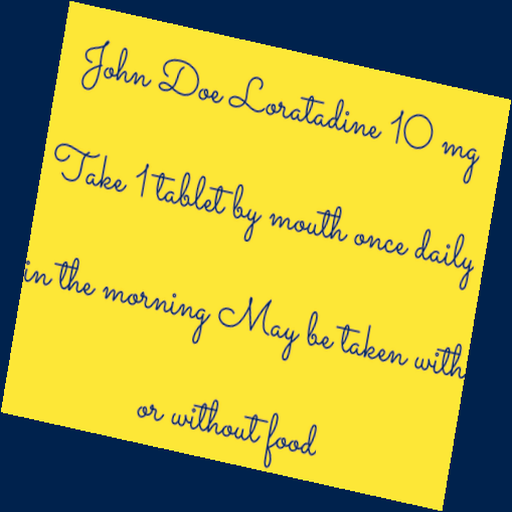 John Doe Loratadine 10 mg
Take 1 tablet by mouth once daily
in the morning May be taken with
or without food